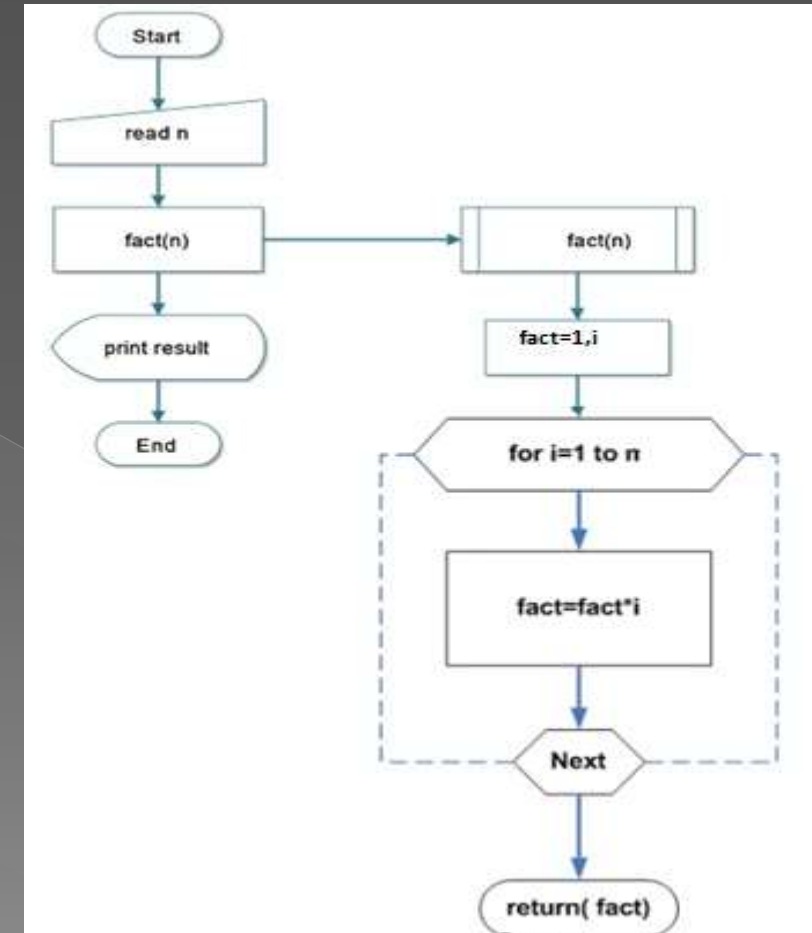 Start
read n
fact(n)
print result
End
fact(n)
fact=1,i
for i=1 to n
fact=fact*i
Next
return( fact)